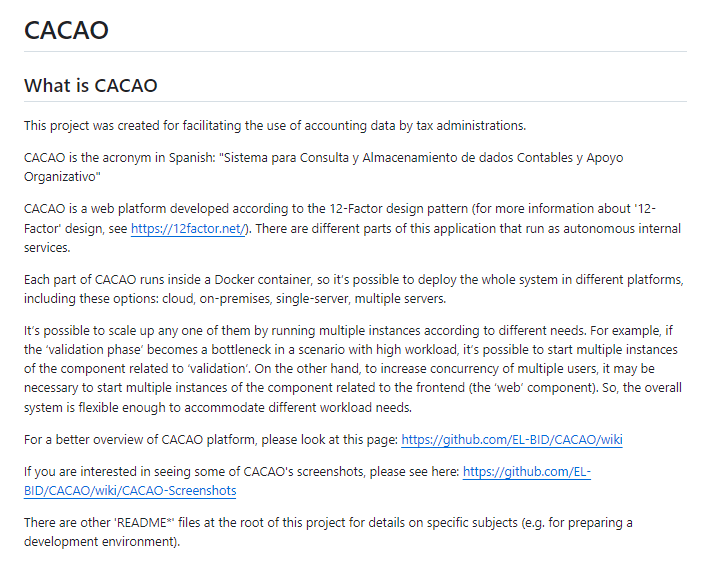 CACAO
What is CACAO
This project was created for facilitating the use of accounting data by tax administrations.
CACAO is the acronym in Spanish: "Sistema para Consulta y Almacenamiento de dados Contables y Apoyo
Organizativo"
CACAO is a web platform developed according to the 12-Factor design pattern (for more information about '12-
Factor' design, see https://12factor.net/). There are different parts of this application that run as autonomous internal
services.
Each part of CACAO runs inside a Docker container, so it's possible to deploy the whole system in different platforms,
including these options: cloud, on-premises, single-server, multiple servers.
It's possible to scale up any one of them by running multiple instances according to different needs. For example, if
the ‘validation phase’ becomes a bottleneck in a scenario with high workload, it’s possible to start multiple instances
of the component related to ‘validation’. On the other hand, to increase concurrency of multiple users, it may be
necessary to start multiple instances of the component related to the frontend (the ‘web’ component). So, the overall
system is flexible enough to accommodate different workload needs.
For a better overview of CACAO platform, please look at this page: https://github.com/EL-BID/CACAO/wiki
If you are interested in seeing some of CACAO's screenshots, please see here: https://github.com/EL-
BID/CACAO/wiki/CACAO-Screenshots
There are other 'README*' files at the root of this project for details on specific subjects (e.g. for preparing a
development environment).